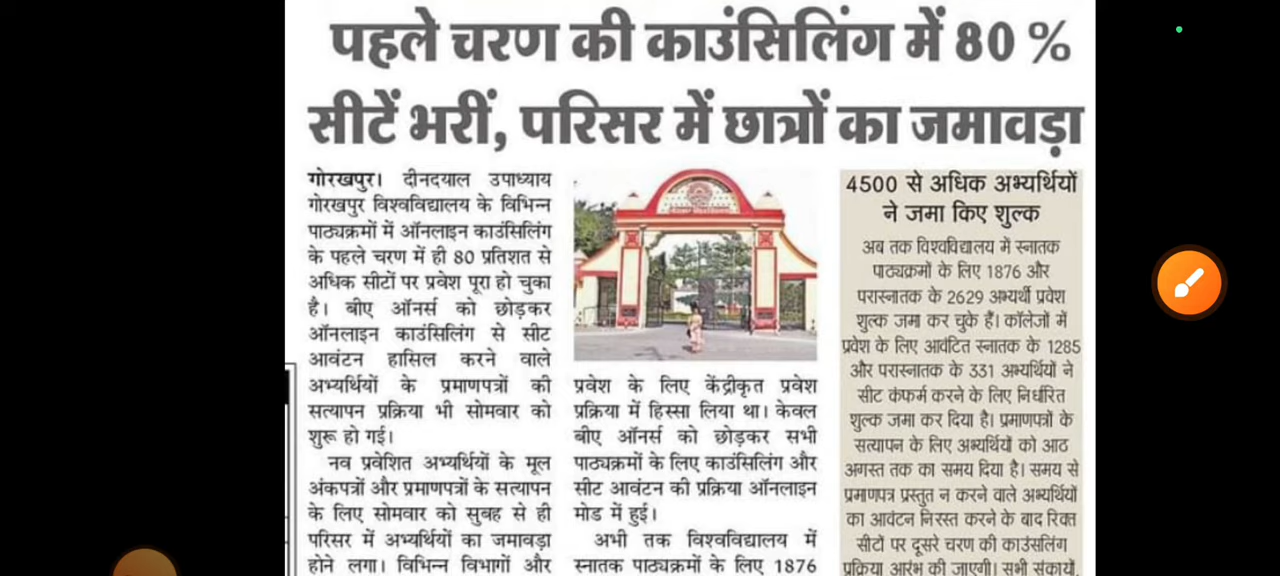 पहले चरण की काउंसिलिंग में 80 %
सीटें भरीं, परिसर में छात्रों का जमावड़ा
गोरखपुर। दीनदयाल उपाध्याय
गोरखपुर विश्वविद्यालय के विभिन्न
पाठ्यक्रमों में ऑनलाइन काउंसिलिंग
के पहले चरण में ही 80 प्रतिशत से
अधिक सीटों पर प्रवेश पूरा हो चुका
है। बीए ऑनर्स को छोड़कर
ऑनलाइन काउंसिलिंग से सीट
आवंटन हासिल करने वाले
अभ्यर्थियों के प्रमाणपत्रों की
सत्यापन प्रक्रिया भी सोमवार को
शुरू हो गई।
नव प्रवेशित अभ्यर्थियों के मूल
अंकपत्रों और प्रमाणपत्रों के सत्यापन
के लिए सोमवार को सुबह से ही
परिसर में अभ्यर्थियों का जमावड़ा
होने लगा। विभिन्न विभागों और
प्रवेश के लिए केंद्रीकृत प्रवेश
प्रक्रिया में हिस्सा लिया था। केवल
बीए ऑनर्स को छोड़कर सभी
पाठ्यक्रमों के लिए काउंसिलिंग और
सीट आवंटन की प्रक्रिया ऑनलाइन
मोड में हुई।
अभी तक विश्वविद्यालय में
स्नातक पाठ्यक्रमों के लिए 1876
4500 से अधिक अभ्यर्थियों
ने जमा किए शुल्क
अब तक विश्वविद्यालय में स्नातक
पाठ्यक्रमों के लिए 1876 और
परास्नातक के 2629 अभ्यर्थी प्रवेश
शुल्क जमा कर चुके हैं। कॉलेजों में
प्रवेश के लिए आवंटित स्नातक के 1285
और परास्नातक के 331 अभ्यर्थियों ने
सीट कंफर्म करने के लिए निर्धारित
शुल्क जमा कर दिया है। प्रमाणपत्रों के
सत्यापन के लिए अभ्यर्थियों को आठ
अगस्त तक का समय दिया है। समय से
प्रमाणपत्र प्रस्तुत न करने वाले अभ्यर्थियों
का आवंटन निरस्त करने के बाद रिक्त
सीटों पर दूसरे चरण की काउंसलिंग
प्रक्रिया आरंभ की जाएगी। सभी संकायों,